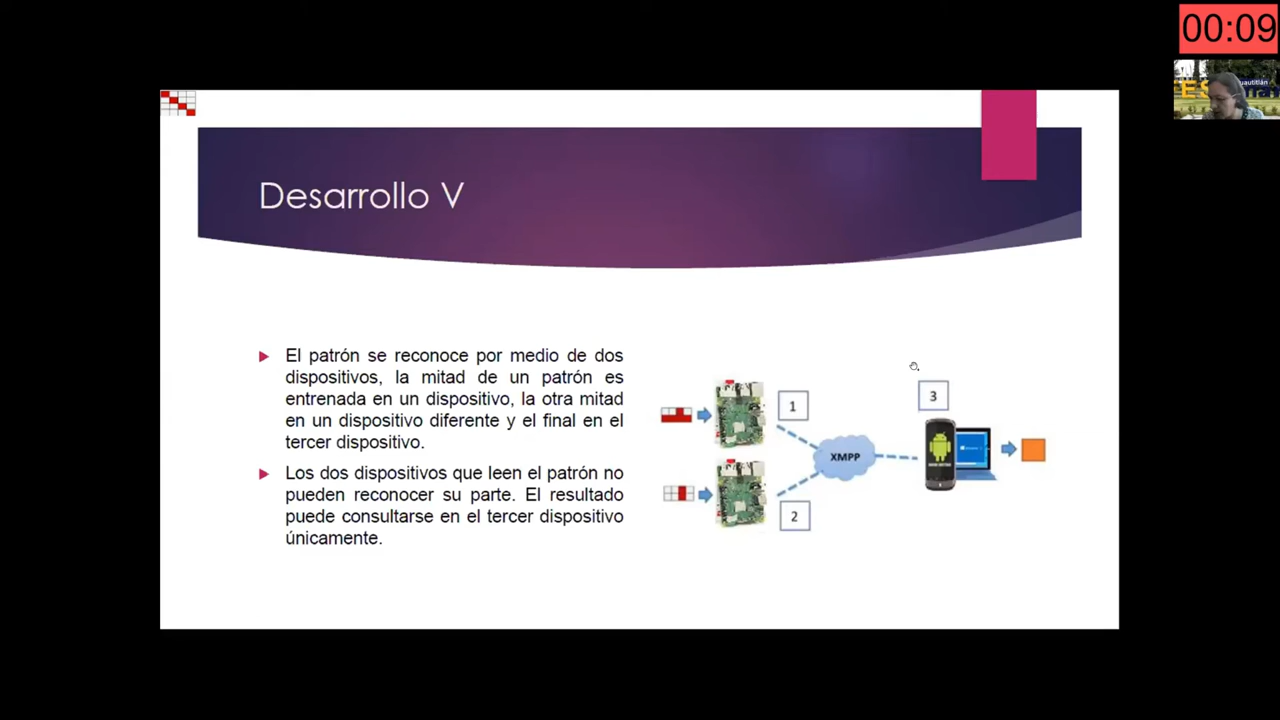 00:09
Desarrollo V
El patrón se reconoce por medio de dos
dispositivos, la mitad de un patrón es
entrenada en un dispositivo, la otra mitad
en un dispositivo diferente y el final en el
tercer dispositivo.
Los dos dispositivos que leen el patrón no
pueden reconocer su parte. El resultado
puede consultarse en el tercer dispositivo
únicamente.
1
2
XMPP
3